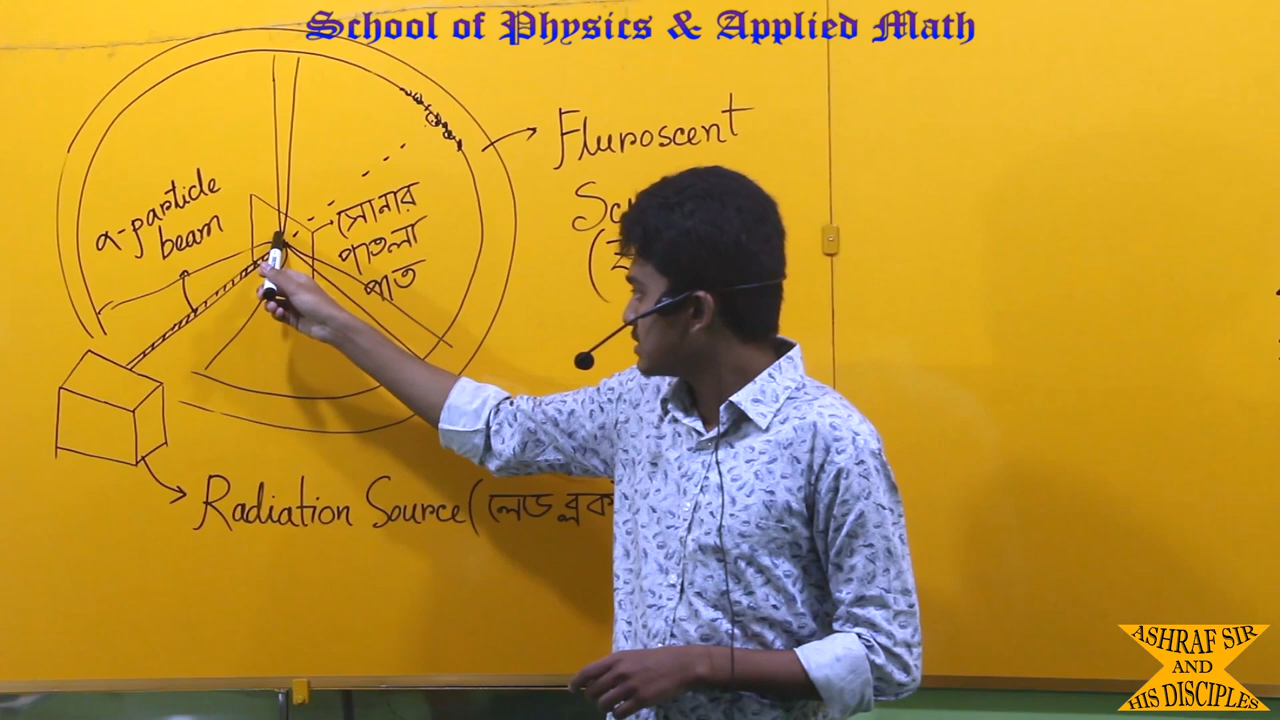 School of Physics & Applied Math
Fluroscent
α-particle
beam
সোনার
পাতলা
পাত
Radiation Source (লেড ব্লক
ASHRAF SIR
AND
HIS DISCIPLES